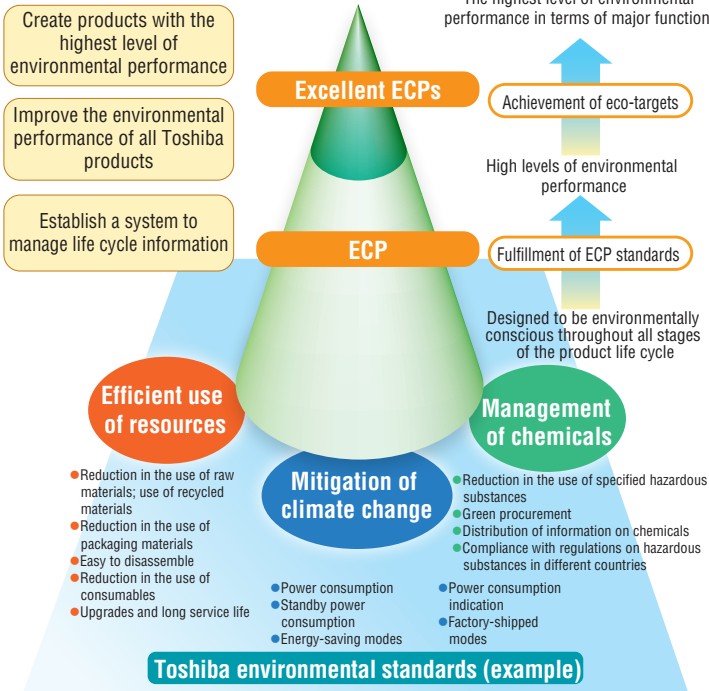 The highest level of environmental
performance in terms of major function
Create products with the
highest level of
environmental performance
Excellent ECPs
Achievement of eco-targets
Improve the environmental
performance of all Toshiba
products
High levels of environmental
performance
Establish a system to
manage life cycle information
ECP
Fulfillment of ECP standards
Designed to be environmentally
conscious throughout all stages
of the product life cycle
Efficient use
of resources
●Reduction in the use of raw
materials; use of recycled
materials
●Reduction in the use of
packaging materials
●Easy to disassemble
●Reduction in the use of
consumables
●Upgrades and long service life
Mitigation of
climate change
●Power consumption
●Standby power
consumption
●Energy-saving modes
●Power consumption
indication
●Factory-shipped
modes
Management
of chemicals
●Reduction in the use of specified hazardous
substances
●Green procurement
●Distribution of information on chemicals
●Compliance with regulations on hazardous
substances in different countries
Toshiba environmental standards (example)